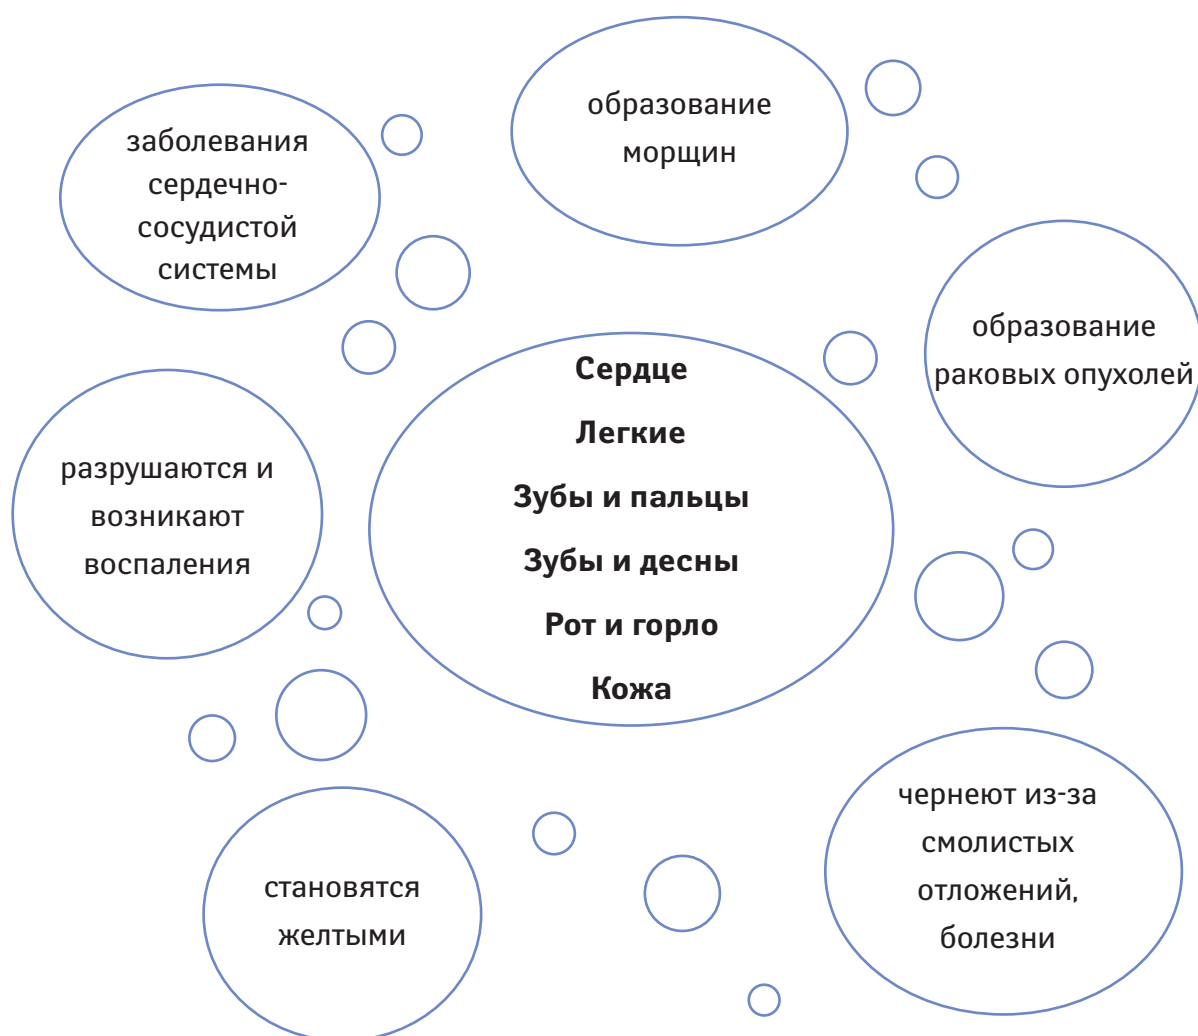 образование
морщин
заболевания
сердечно-
сосудистой
системы
образование
раковых опухолей
Сердце
Легкие
Зубы и пальцы
Зубы и десны
Рот и горло
Кожа
разрушаются и
возникают
воспаления
чернеют из-за
смолистых
отложений,
болезни
становятся
желтыми